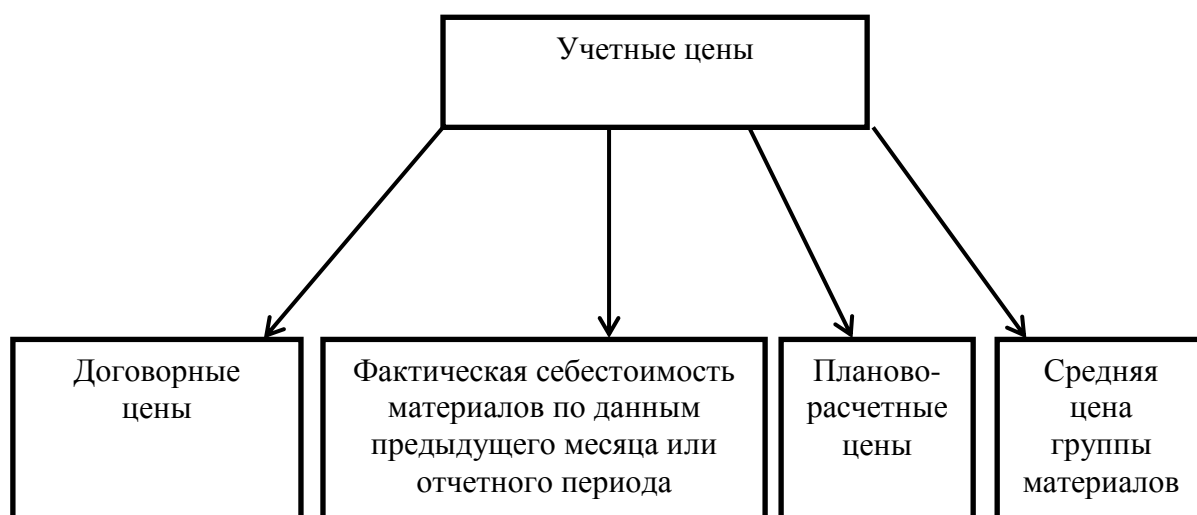 Учетные цены
Договорные
цены
Фактическая себестоимость
материалов по данным
предыдущего месяца или
отчетного периода
Планово-
расчетные
цены
Средняя
цена
группы
материалов